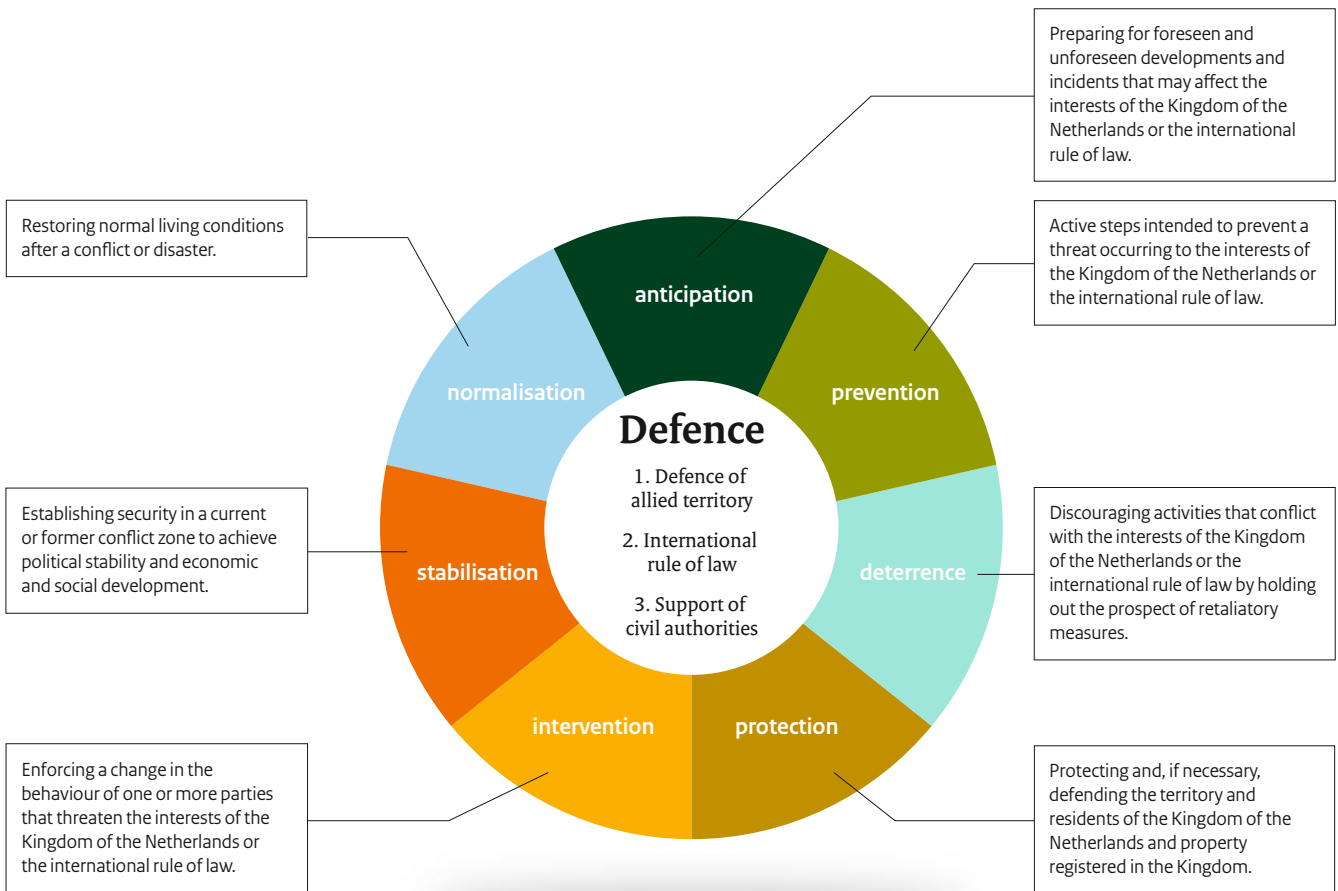 Preparing for foreseen and
unforeseen developments and
incidents that may affect the
interests of the Kingdom of the
Netherlands or the international
rule of law.
Restoring normal living conditions
after a conflict or disaster.
Active steps intended to prevent a
threat occurring to the interests of
the Kingdom of the Netherlands or
the international rule of law.
anticipation
normalisation
prevention
Defence
1. Defence of
allied territory
2. International
rule of law
3. Support of
civil authorities
Establishing security in a current
or former conflict zone to achieve
political stability and economic
and social development.
stabilisation
deterrence
Discouraging activities that conflict
with the interests of the Kingdom
of the Netherlands or the
international rule of law by holding
out the prospect of retaliatory
measures.
intervention
protection
Enforcing a change in the
behaviour of one or more parties
that threaten the interests of the
Kingdom of the Netherlands or
the international rule of law.
Protecting and, if necessary,
defending the territory and
residents of the Kingdom of the
Netherlands and property
registered in the Kingdom.